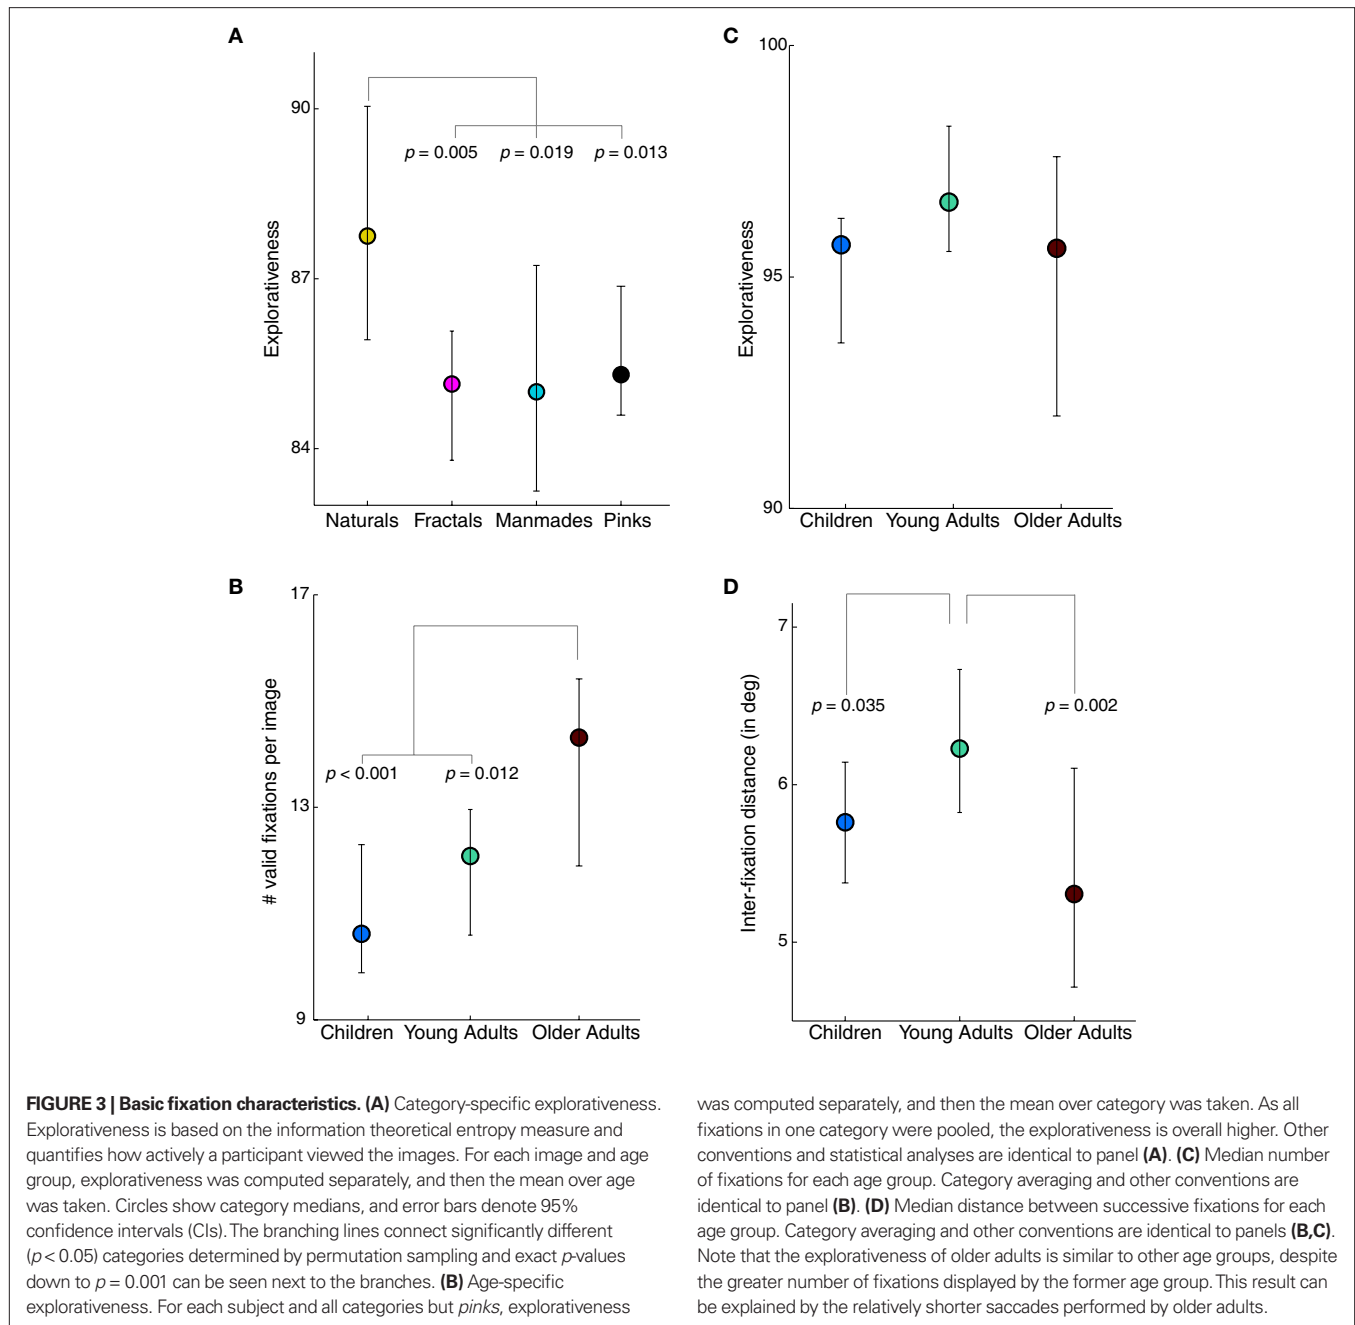 A
90
87
84
Explorativeness
p = 0.005 p = 0.019 p = 0.013
Naturals Fractals Manmades Pinks
C
100
95
90
Explorativeness
Children Young Adults Older Adults
B
17
13
9
# valid fixations per image
p < 0.001 p = 0.012
Children Young Adults Older Adults
D
7
6
5
Inter-fixation distance (in deg)
p = 0.035 p = 0.002
Children Young Adults Older Adults
FIGURE 3 | Basic fixation characteristics. (A) Category-specific explorativeness.
Explorativeness is based on the information theoretical entropy measure and
quantifies how actively a participant viewed the images. For each image and age
group, explorativeness was computed separately, and then the mean over age
was taken. Circles show category medians, and error bars denote 95%
confidence intervals (CIs). The branching lines connect significantly different
(p < 0.05) categories determined by permutation sampling and exact p-values
down to p = 0.001 can be seen next to the branches. (B) Age-specific
explorativeness. For each subject and all categories but pinks, explorativeness
was computed separately, and then the mean over category was taken. As all
fixations in one category were pooled, the explorativeness is overall higher. Other
conventions and statistical analyses are identical to panel (A). (C) Median number
of fixations for each age group. Category averaging and other conventions are
identical to panel (B). (D) Median distance between successive fixations for each
age group. Category averaging and other conventions are identical to panels (B,C).
Note that the explorativeness of older adults is similar to other age groups, despite
the greater number of fixations displayed by the former age group. This result can
be explained by the relatively shorter saccades performed by older adults.